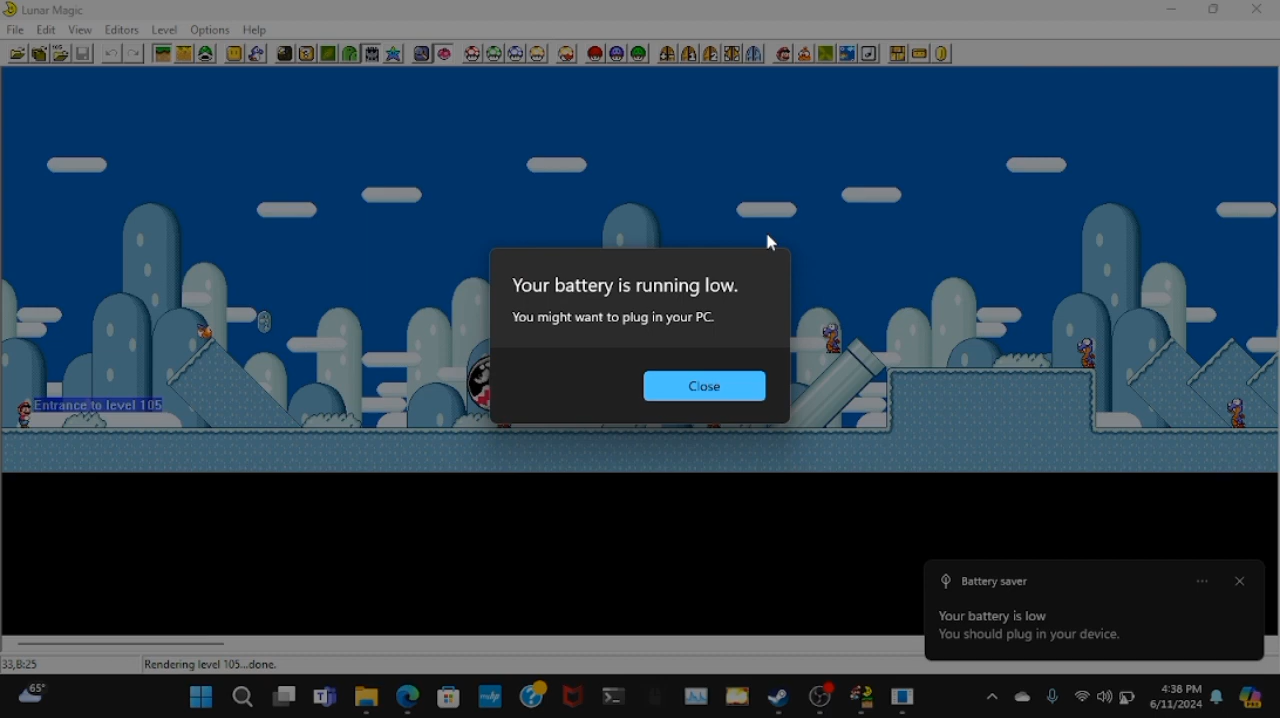 Lunar Magic
File Edit View Editors Level Options Help
Entrance to level 105
Your battery is running low.
You might want to plug in your PC.
Close
Battery saver
Your battery is low
You should plug in your device.
33,B:25
Rendering level 105...done.
65°
4:38 PM
6/11/2024